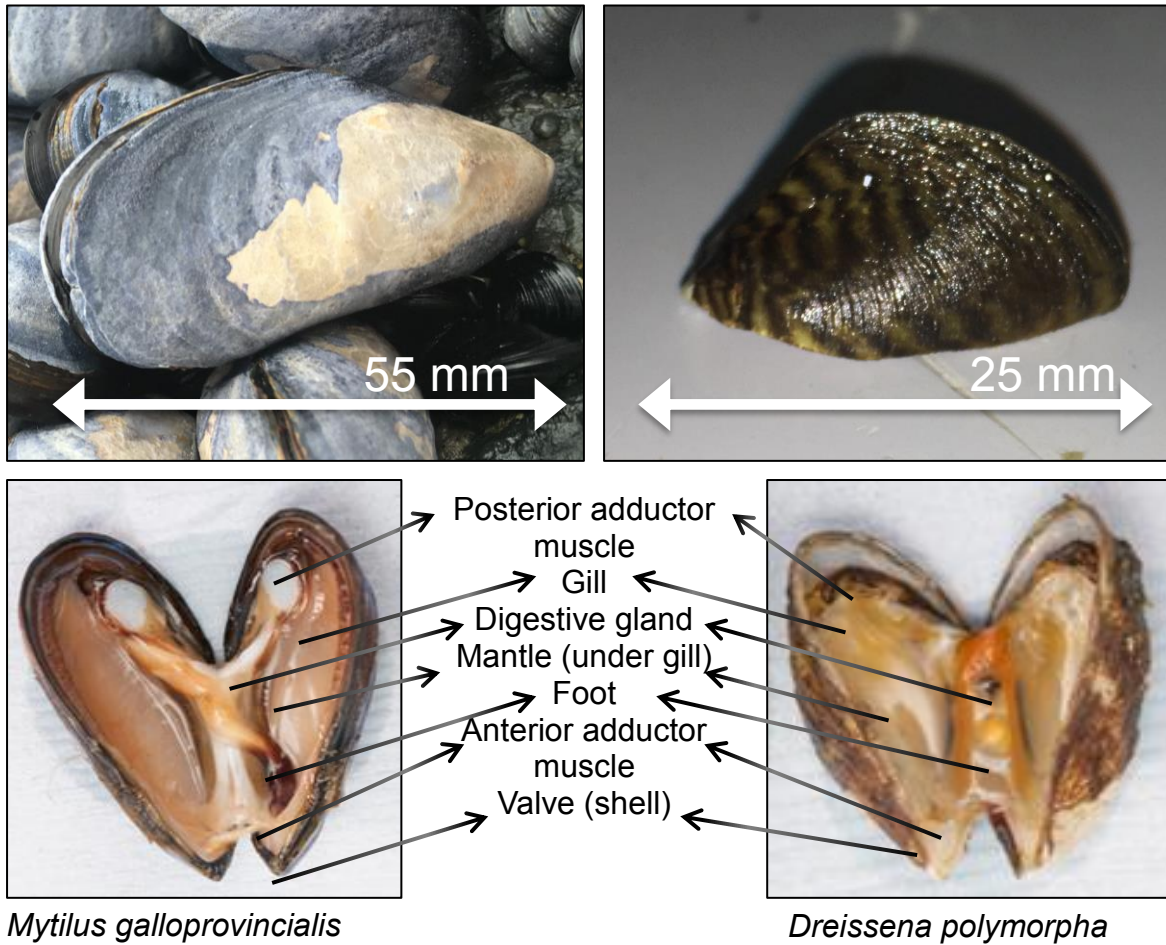 55 mm
25 mm
Posterior adductor
muscle
Gill
Digestive gland
Mantle (under gill)
Foot
Anterior adductor
muscle
Valve (shell)
Mytilus galloprovincialis
Dreissena polymorpha